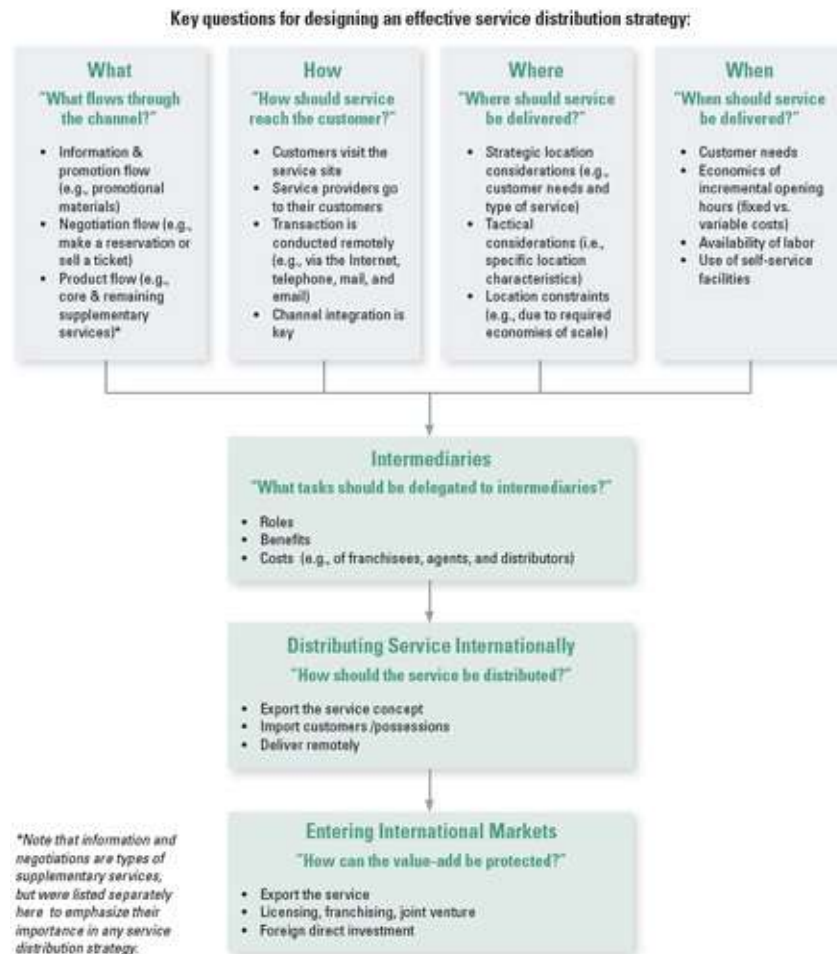 Key questions for designing an effective service distribution strategy:
What
"What flows through
the channel?"
• Information &
promotion flow
(e.g., promotional
materials)
• Negotiation flow (e.g.,
make a reservation or
sell a ticket)
• Product flow (e.g.,
core & remaining
supplementary
services)*
How
"How should service
reach the customer?"
• Customers visit the
service site
• Service providers go
to their customers
• Transaction is
conducted remotely
(e.g., via the Internet,
telephone, mail, and
email)
• Channel integration is
key
Where
"Where should service
be delivered?"
• Strategic location
considerations (e.g.,
customer needs and
type of service)
• Tactical
considerations (i.e.,
specific location
characteristics)
• Location constraints
(e.g., due to required
economies of scale)
When
"When should service
be delivered?"
• Customer needs
• Economics of
incremental opening
hours (fixed vs.
variable costs)
• Availability of labor
• Use of self-service
facilities
Intermediaries
"What tasks should be delegated to intermediaries?"
• Roles
• Benefits
• Costs (e.g., of franchisees, agents, and distributors)
Distributing Service Internationally
"How should the service be distributed?"
• Export the service concept
• Import customers /possessions
• Deliver remotely
Entering International Markets
"How can the value-add be protected?"
• Export the service
• Licensing, franchising, joint venture
• Foreign direct investment
*Note that information and
negotiations are types of
supplementary services,
but were listed separately
here to emphasize their
importance in any service
distribution strategy.